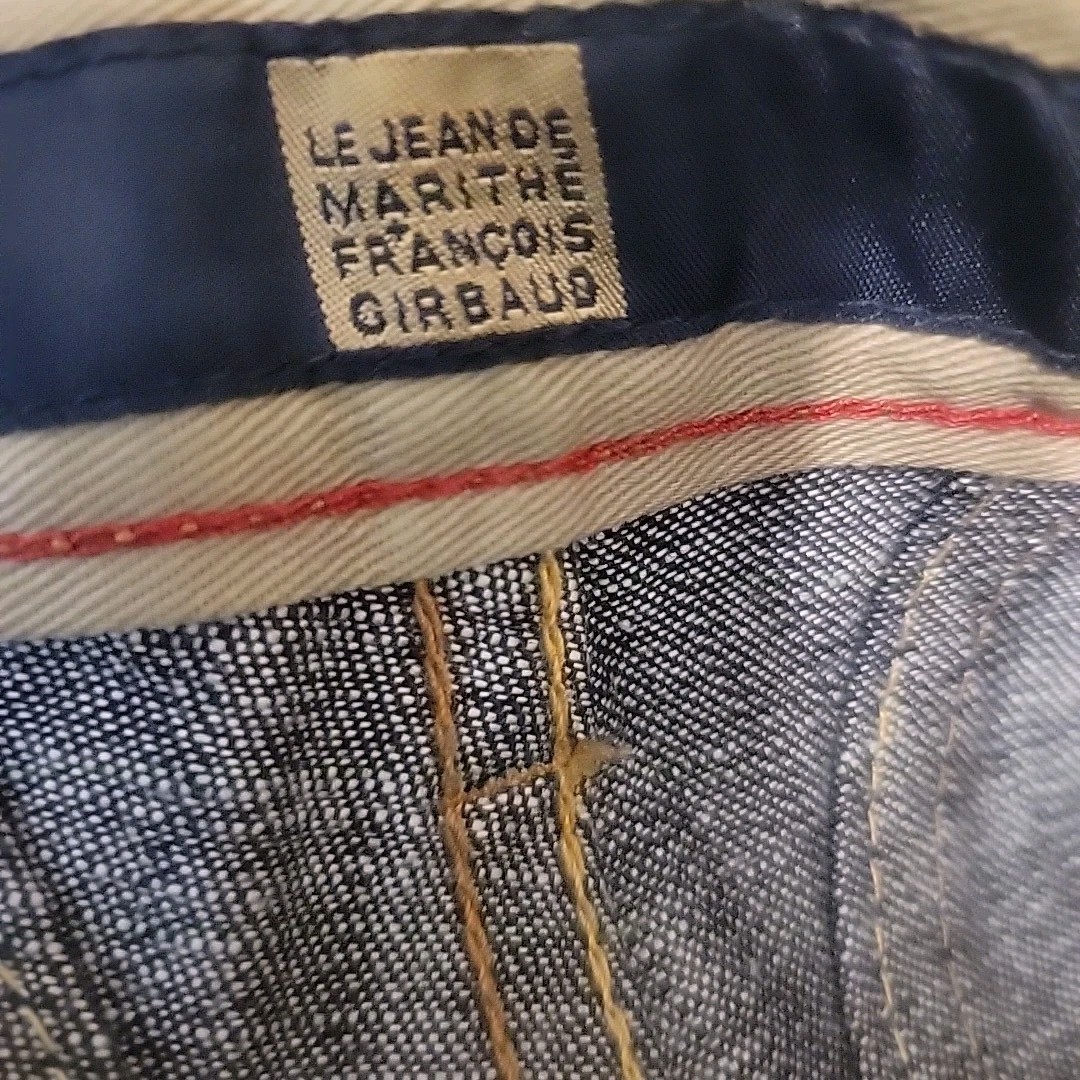 LE JEAN DE
MARITHÉ
+
FRANÇOIS
GIRBAUD